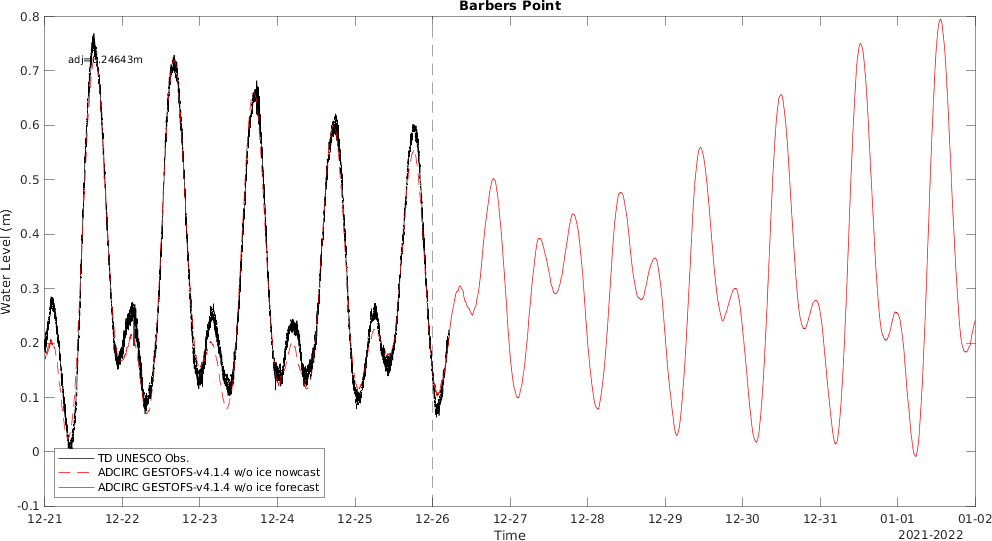 Barbers Point
0.8
0.7
0.6
0.5
0.4
0.3
0.2
0.1
0
-0.1
Water Level (m)
adj=0.24643m
TD UNESCO Obs.
ADCIRC GESTOFS-v4.1.4 w/o ice nowcast
ADCIRC GESTOFS-v4.1.4 w/o ice forecast
12-21 12-22 12-23 12-24 12-25 12-26 12-27 12-28 12-29 12-30 12-31 01-01 01-02
Time
2021-2022